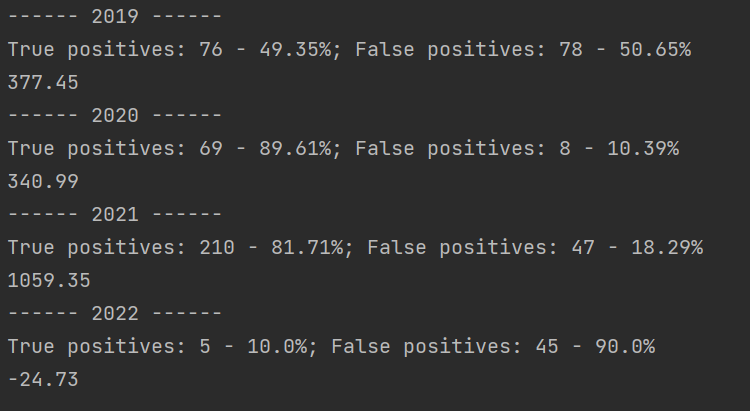 ------ 2019 ------
True positives: 76 - 49.35%; False positives: 78 - 50.65%
377.45
------ 2020 ------
True positives: 69 - 89.61%; False positives: 8 - 10.39%
340.99
------ 2021 ------
True positives: 210 - 81.71%; False positives: 47 - 18.29%
1059.35
------ 2022 ------
True positives: 5 - 10.0%; False positives: 45 - 90.0%
-24.73